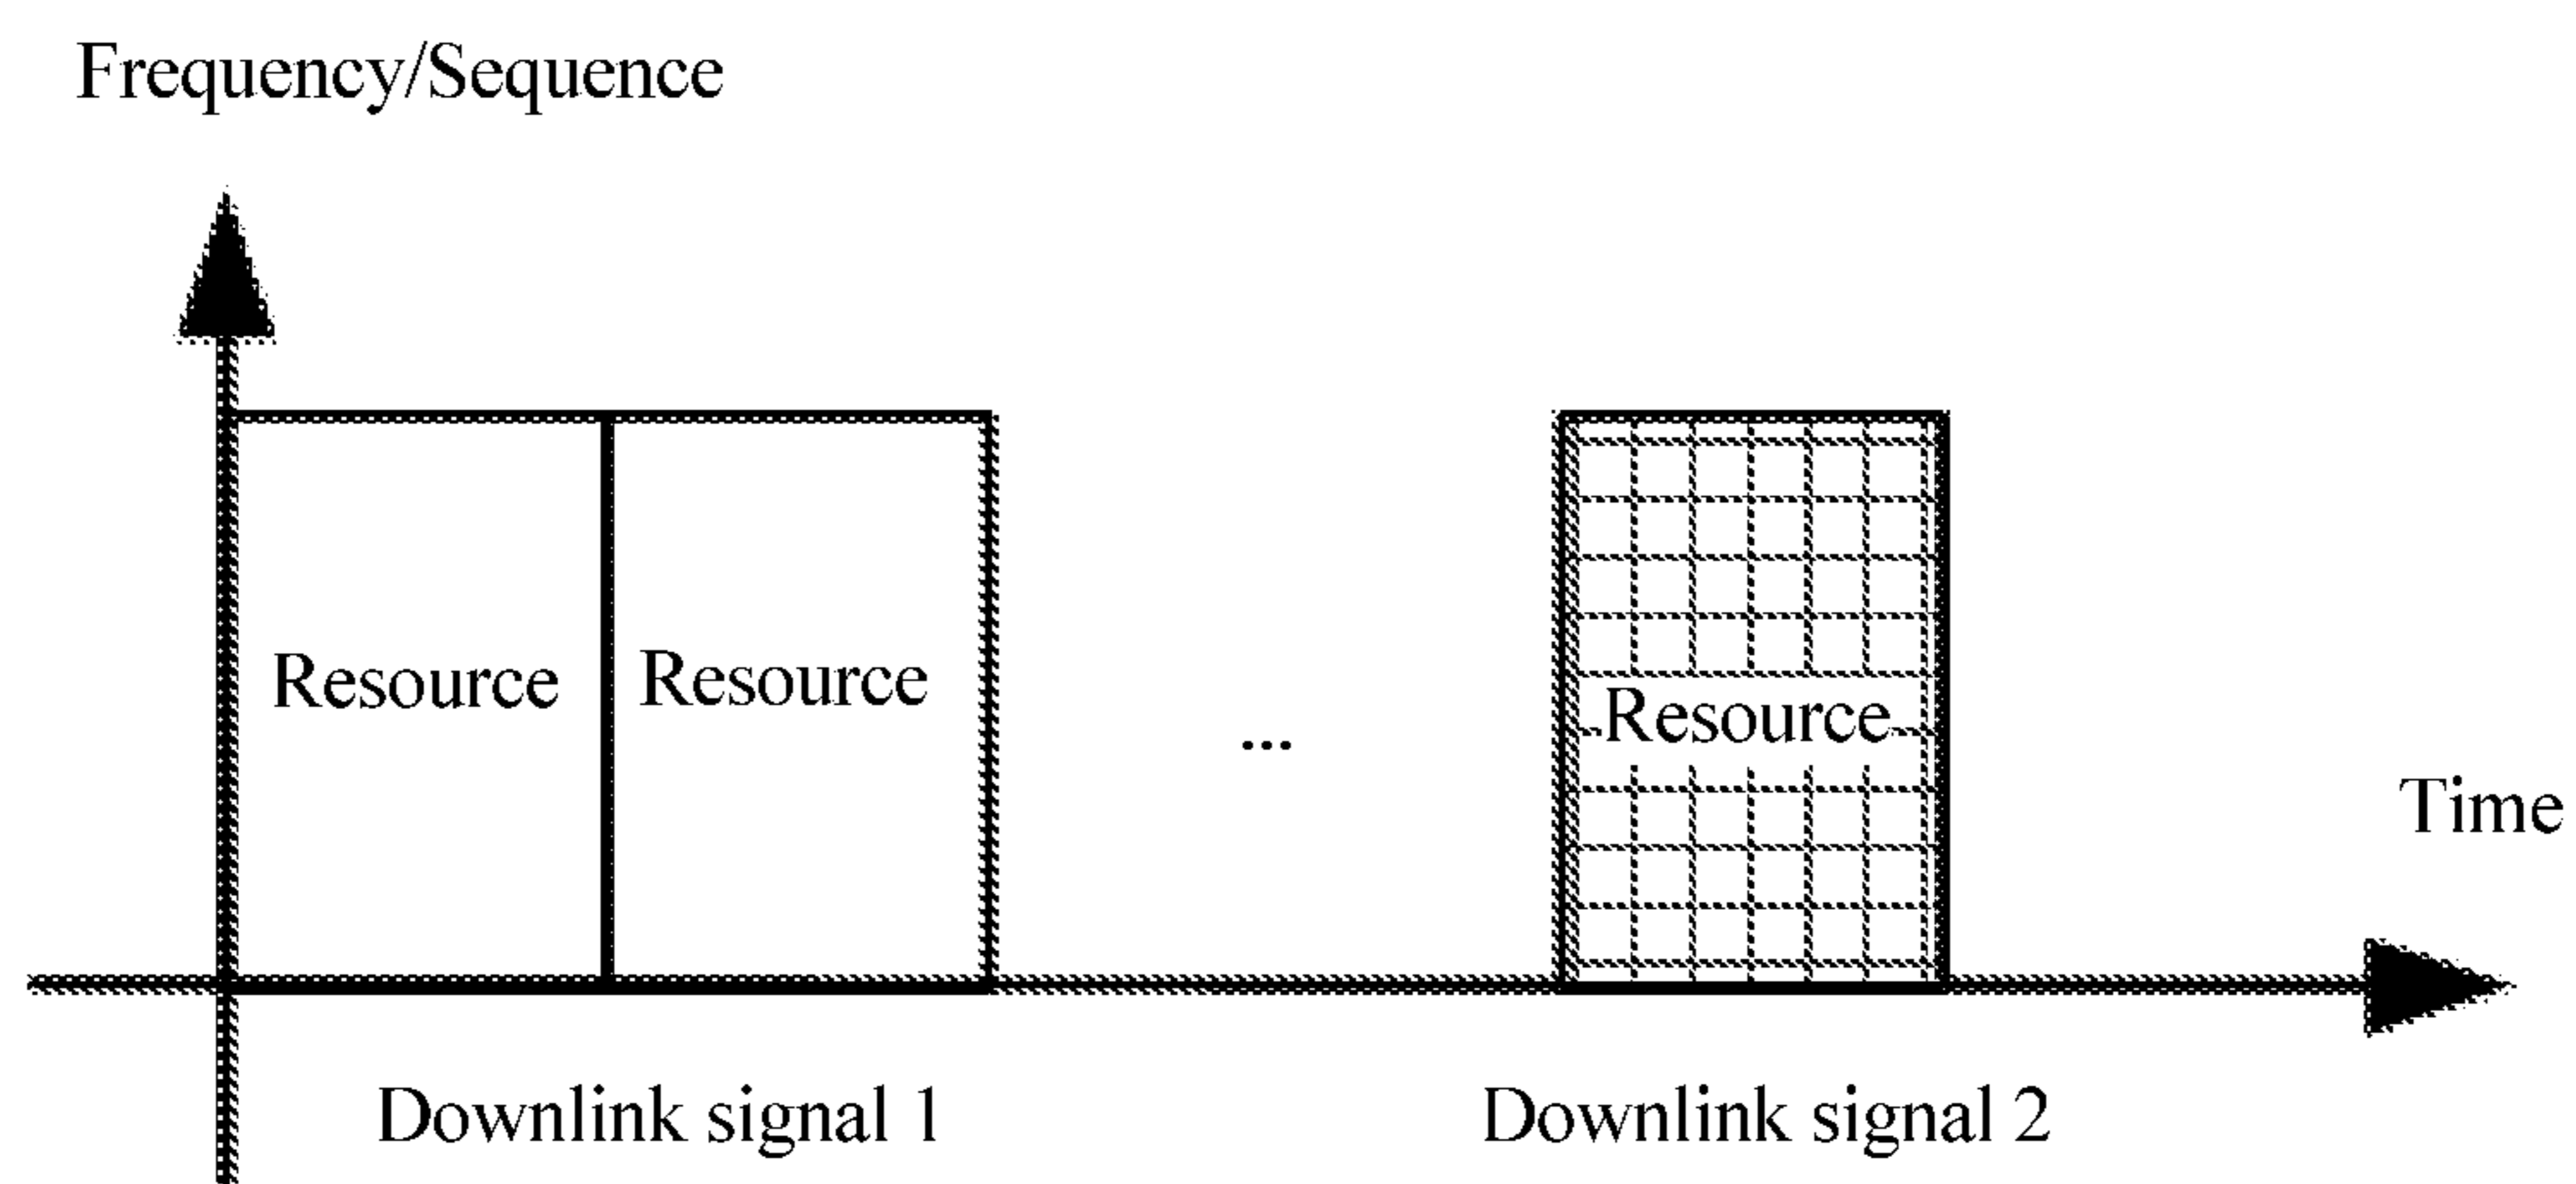 Frequency/Sequence
Resource
Resource
...
Resource
Time
Downlink signal 1
Downlink signal 2